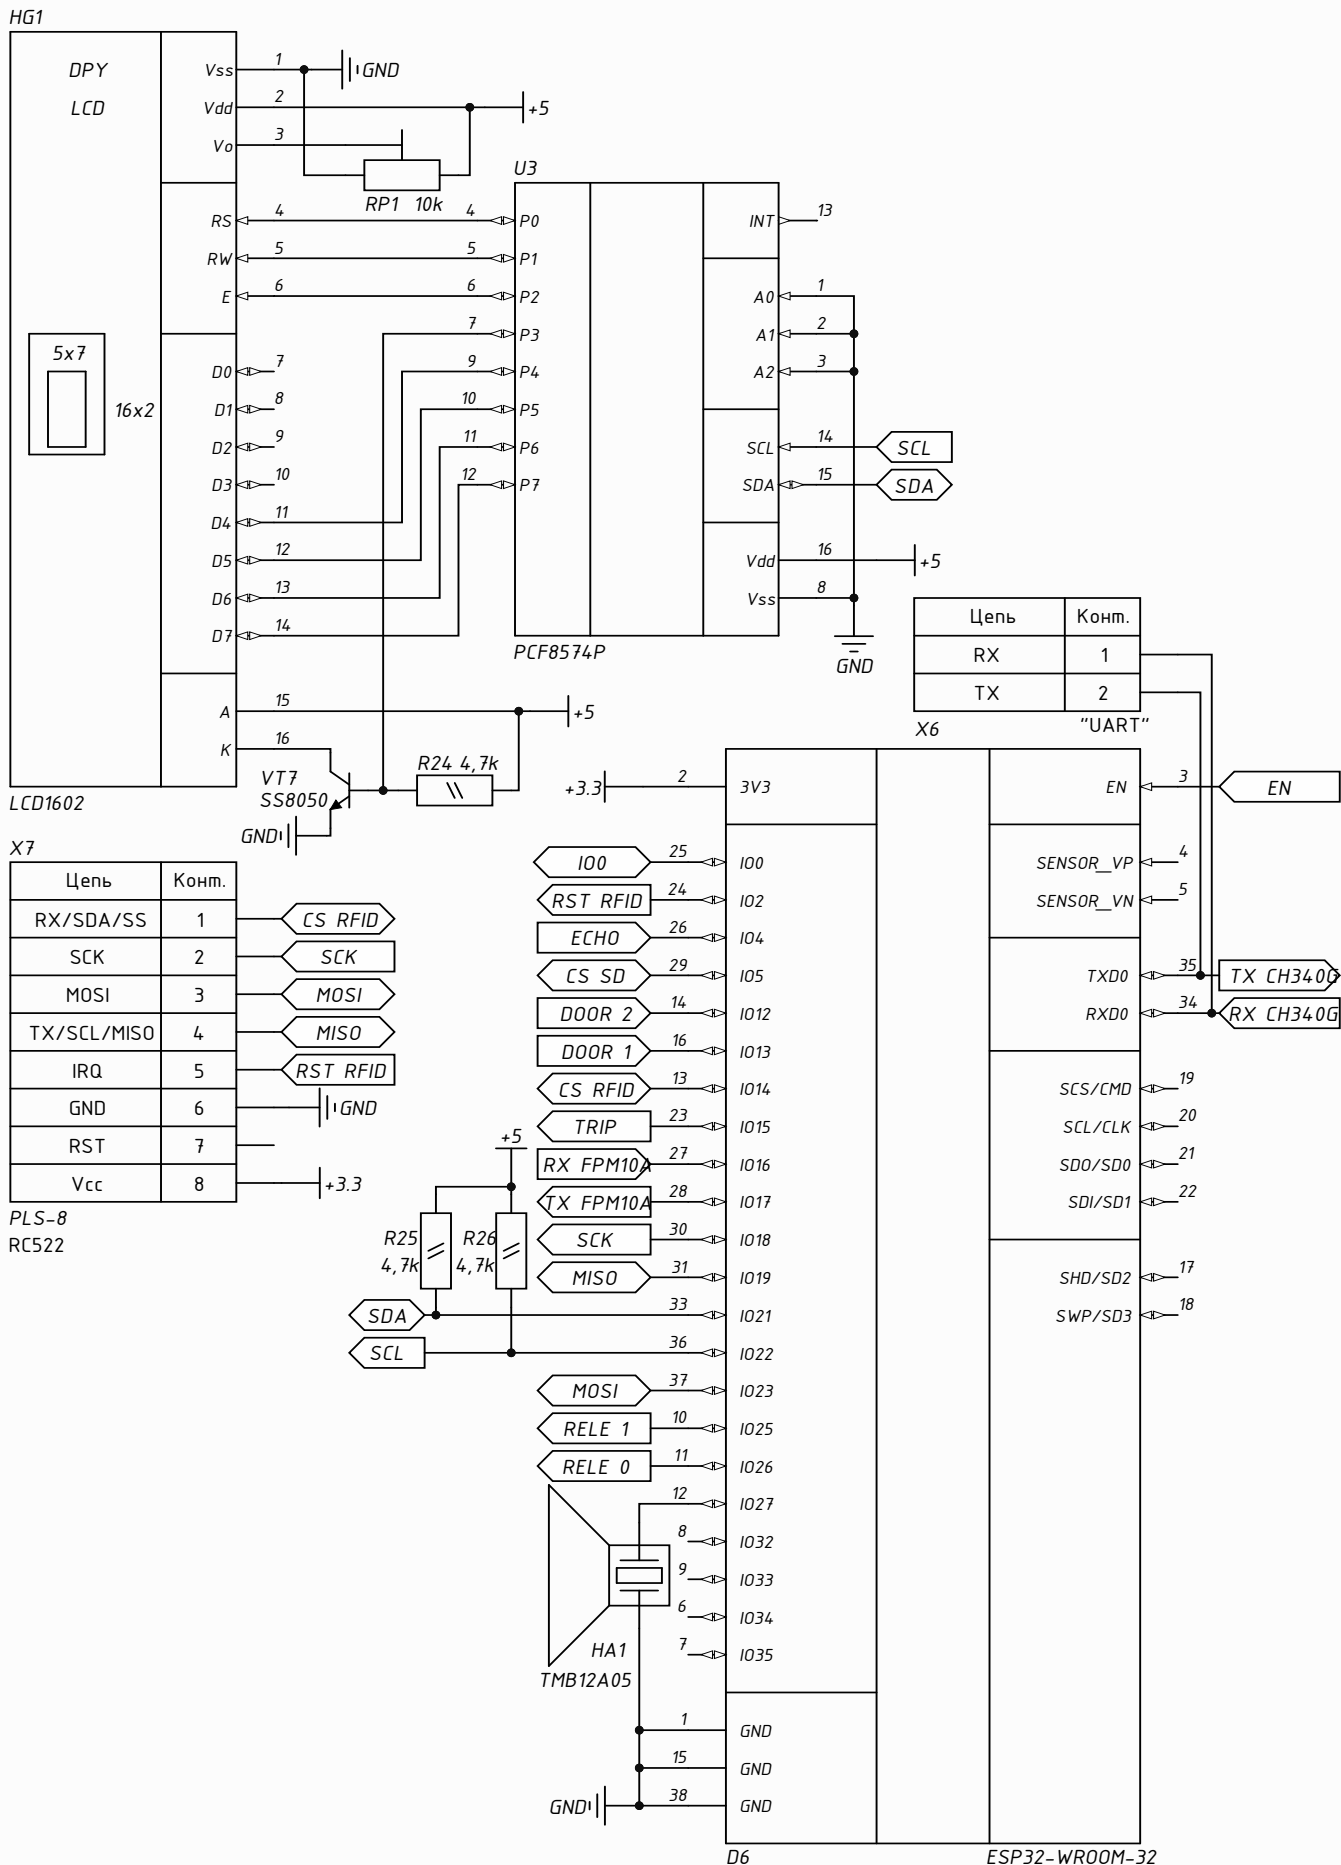 HG1
DPY
LCD
5x7
16x2
Vss 1 GND
Vdd 2 +5
Vo 3
RP1 10k
RS 4
RW 5
E 6
D0 7
D1 8
D2 9
D3 10
D4 11
D5 12
D6 13
D7 14
A 15 +5
K 16
LCD1602
VT7
SS8050
GND
R24 4,7k
U3
4 P0
5 P1
6 P2
7 P3
9 P4
10 P5
11 P6
12 P7
INT 13
A0 1
A1 2
A2 3
SCL 14 SCL
SDA 15 SDA
Vdd 16 +5
Vss 8
GND
PCF8574P
Цепь Конт.
RX 1
TX 2
X6 "UART"
X7
Цепь Конт.
RX/SDA/SS 1 CS RFID
SCK 2 SCK
MOSI 3 MOSI
TX/SCL/MISO 4 MISO
IRQ 5 RST RFID
GND 6 GND
RST 7
Vcc 8 +3.3
PLS-8
RC522
+5
R25
4,7k
R26
4,7k
+3.3 2 3V3
IO0 25 IO0
RST RFID 24 IO2
ECHO 26 IO4
CS SD 29 IO5
DOOR 2 14 IO12
DOOR 1 16 IO13
CS RFID 13 IO14
TRIP 23 IO15
RX FPM10A 27 IO16
TX FPM10A 28 IO17
SCK 30 IO18
MISO 31 IO19
SDA 33 IO21
SCL 36 IO22
MOSI 37 IO23
RELE 1 10 IO25
RELE 0 11 IO26
12 IO27
8 IO32
9 IO33
6 IO34
7 IO35
HA1
TMB12A05
1 GND
15 GND
GND 38 GND
EN 3 EN
SENSOR_VP 4
SENSOR_VN 5
TXD0 35 TX CH340G
RXD0 34 RX CH340G
SCS/CMD 19
SCL/CLK 20
SDO/SD0 21
SDI/SD1 22
SHD/SD2 17
SWP/SD3 18
D6 ESP32-WROOM-32